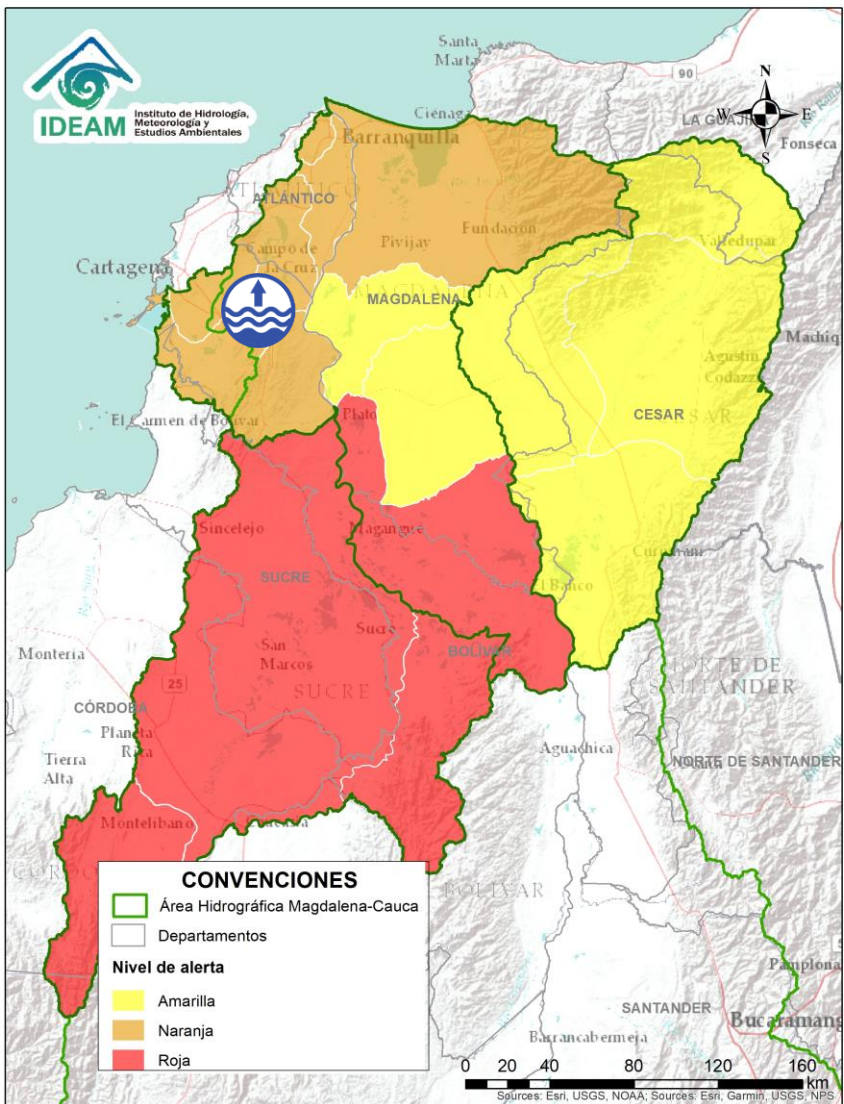 IDEAM
Instituto de Hidrología,
Meteorología y
Estudios Ambientales
Santa
Marta
90
N
W
E
S
LA GUAJI
Fonseca
Ciénaga
Barranquilla
ATLÁNTICO
Cartagena
Campo de
la Cruz
Pivijay
Fundación
Valledupar
MAGDALENA
Machiq
Agustín
Codazzi
CESAR
El Carmen de Bolívar
Plato
Sincelejo
Magangué
SUCRE
El Banco
Montería
San
Marcos
Sucre
BOLÍVAR
SUCRE
25
CÓRDOBA
Planeta
Rica
Tierra
Alta
Aguachica
NORTE DE
SANTANDER
NORTE DE SANTANDER
Montelíbano
BOLÍVAR
Pamplona
SANTANDER
Bucaramang
Barrancabermeja
CONVENCIONES
Área Hidrográfica Magdalena-Cauca
Departamentos
Nivel de alerta
Amarilla
Naranja
Roja
0 20 40 80 120 160
km
Sources: Esri, USGS, NOAA; Sources: Esri, Garmin, USGS, NPS